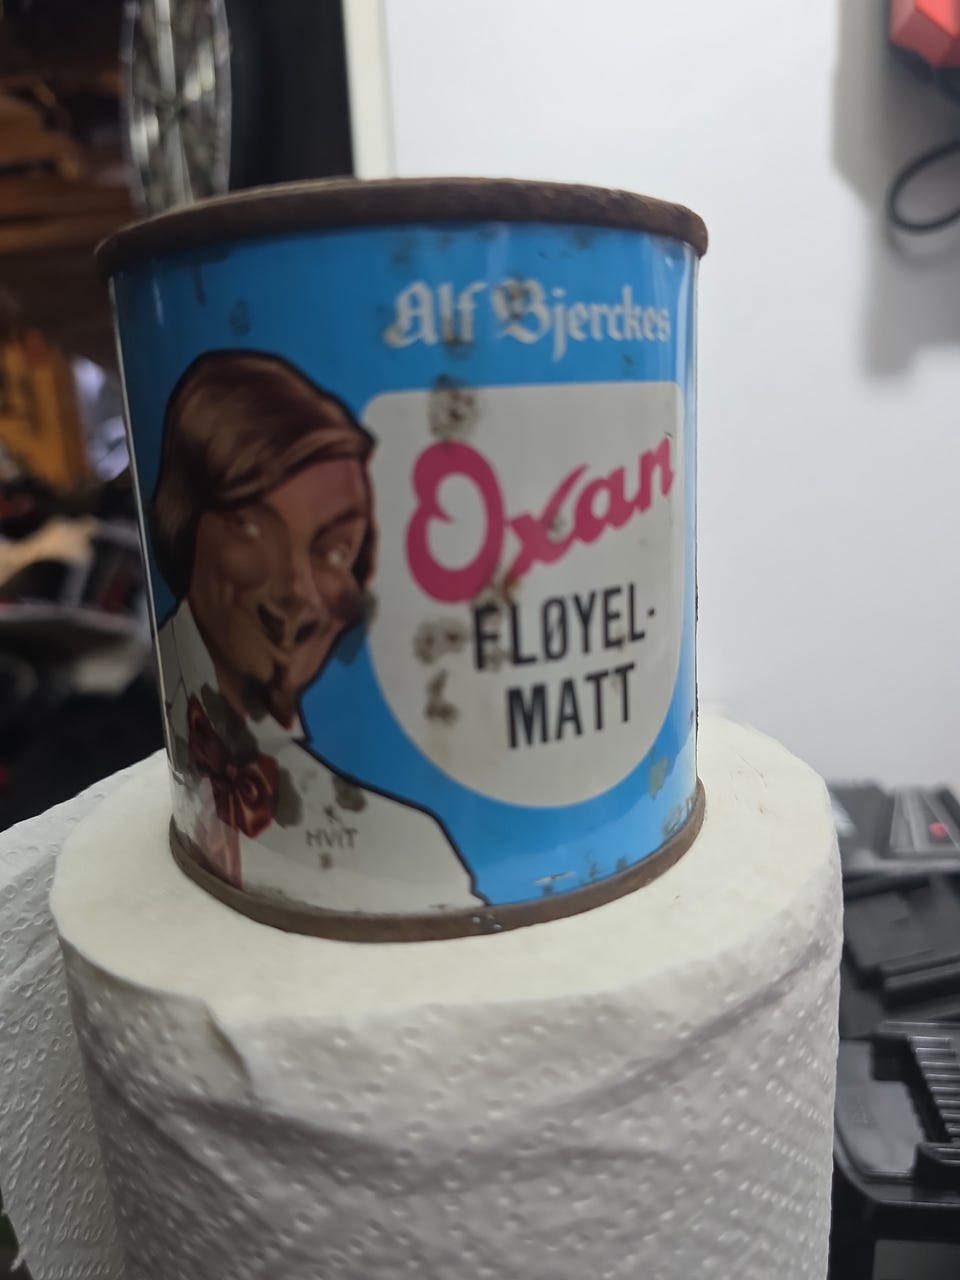 Alf Bjerckes
Oxan
FLØYEL-
MATT
HVIT